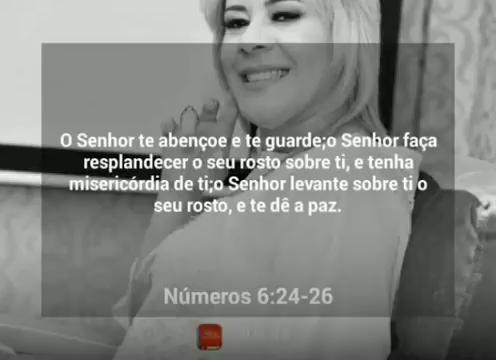 O Senhor te abençoe e te guarde;o Senhor faça
resplandecer o seu rosto sobre ti, e tenha
misericórdia de ti;o Senhor levante sobre ti o
seu rosto, e te dê a paz.
Números 6:24-26